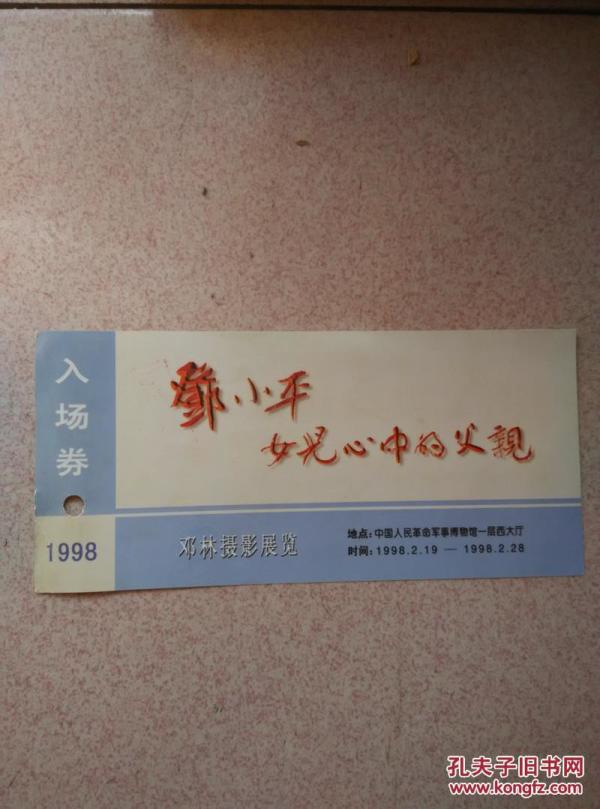 入场券
1998
鄧小平
女兒心中的父親
邓林摄影展览
地点:中国人民革命军事博物馆一层西大厅
时间:1998.2.19 — 1998.2.28
孔夫子旧书网
www.kongfz.com